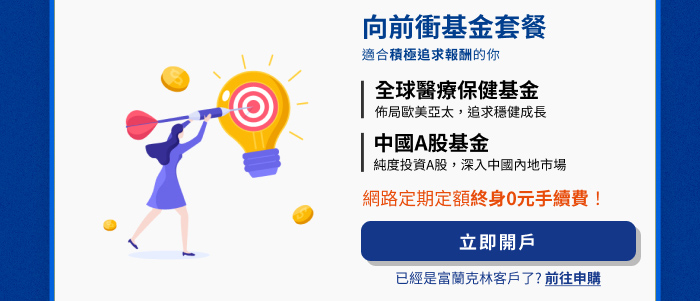 向前衝基金套餐
適合積極追求報酬的你
全球醫療保健基金
佈局歐美亞太，追求穩健成長
中國A股基金
純度投資A股，深入中國內地市場
網路定期定額終身0元手續費！
立即開戶
已經是富蘭克林客戶了? 前往申購